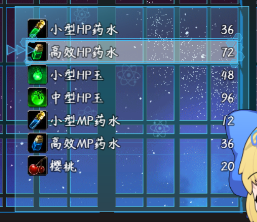 小型HP药水 36
高效HP药水 72
小型HP玉 48
中型HP玉 96
小型MP药水 12
高效MP药水 36
樱桃 20